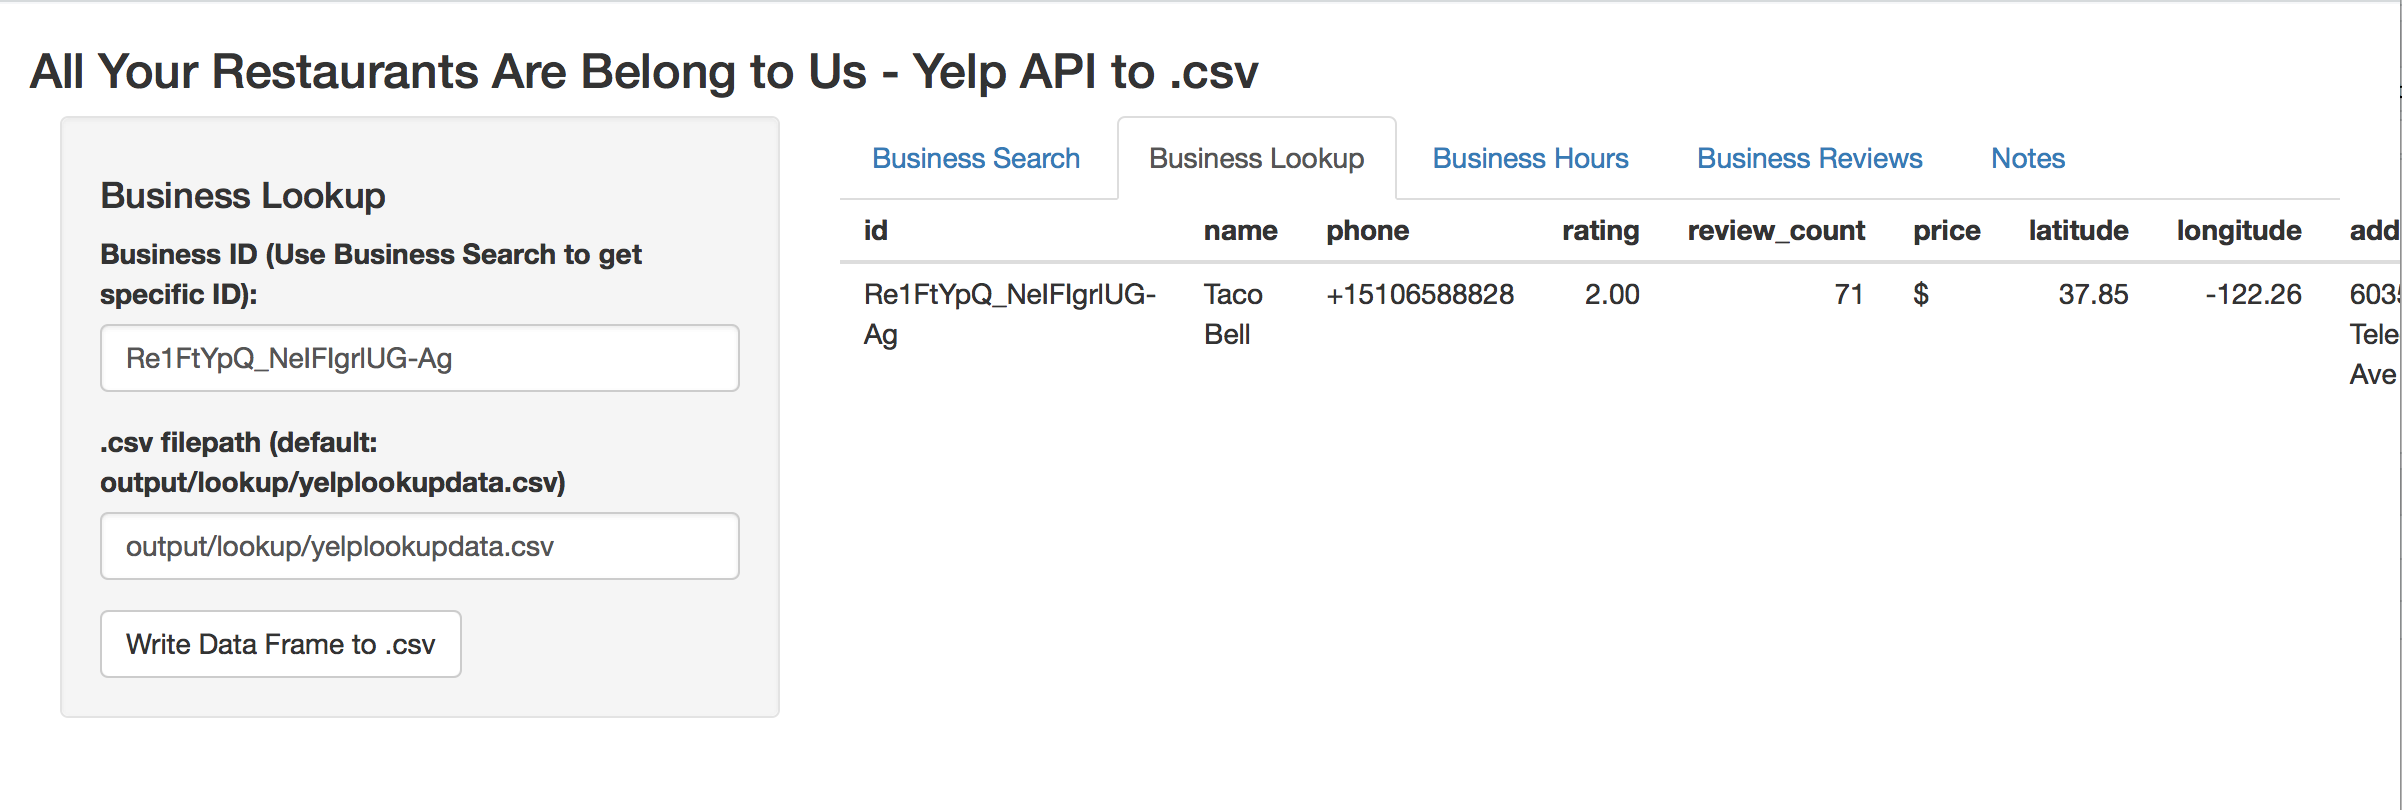 All Your Restaurants Are Belong to Us - Yelp API to .csv
Business Lookup
Business ID (Use Business Search to get
specific ID):
Re1FtYpQ_NeIFIgrlUG-Ag
.csv filepath (default:
output/lookup/yelplookupdata.csv)
output/lookup/yelplookupdata.csv
Write Data Frame to .csv
Business Search Business Lookup Business Hours Business Reviews Notes
id name phone rating review_count price latitude longitude add
Re1FtYpQ_NeIFIgrlUG- Taco +15106588828 2.00 71 $ 37.85 -122.26 603
Ag Bell Tele
Ave